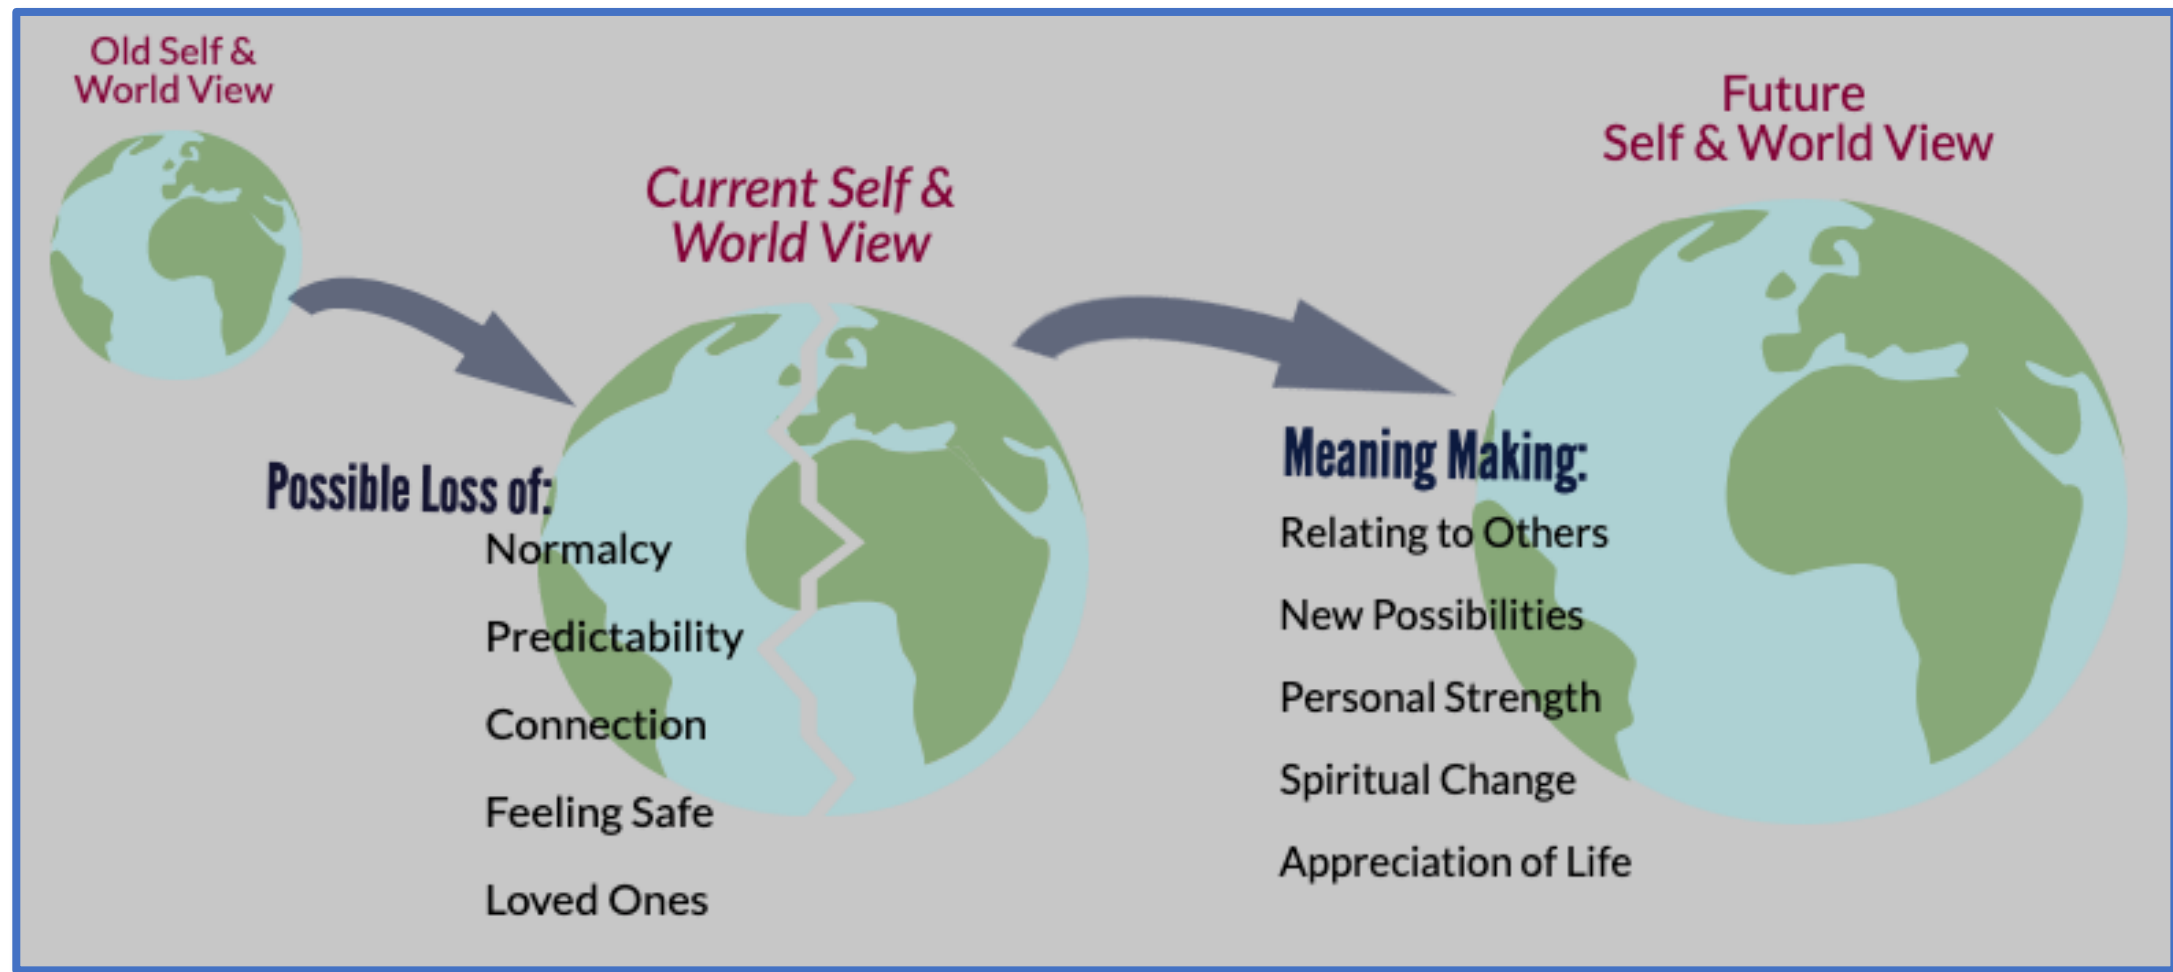 Old Self &
World View
Current Self &
World View
Future
Self & World View
Possible Loss of:
Normalcy
Predictability
Connection
Feeling Safe
Loved Ones
Meaning Making:
Relating to Others
New Possibilities
Personal Strength
Spiritual Change
Appreciation of Life